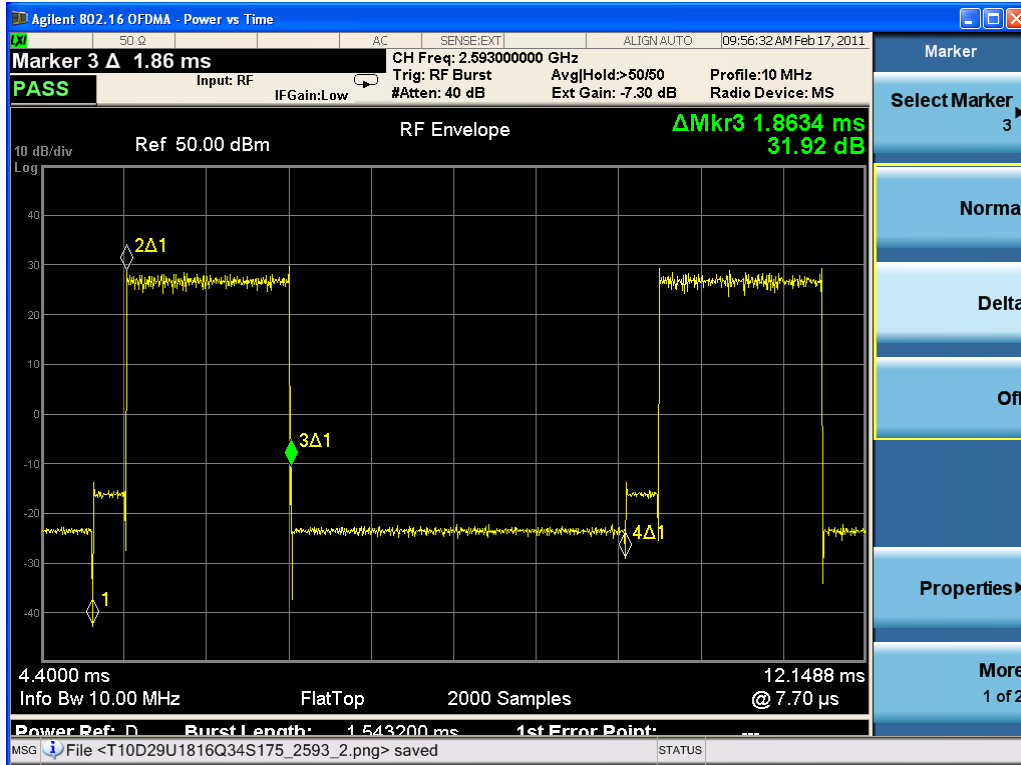 Agilent 802.16 OFDMA - Power vs Time
LXI 50 Ω AC SENSE:EXT ALIGN AUTO 09:56:32 AM Feb 17, 2011
Marker 3 Δ 1.86 ms
PASS
Input: RF
IFGain:Low
CH Freq: 2.593000000 GHz
Trig: RF Burst
#Atten: 40 dB
Avg|Hold:>50/50
Ext Gain: -7.30 dB
Profile:10 MHz
Radio Device: MS
10 dB/div
Log
Ref 50.00 dBm
RF Envelope
ΔMkr3 1.8634 ms
31.92 dB
40
30
20
10
0
-10
-20
-30
-40
2Δ1
3Δ1
4Δ1
1
4.4000 ms
12.1488 ms
Info Bw 10.00 MHz FlatTop 2000 Samples @ 7.70 µs
Power Ref: D Burst Length: 1.543200 ms 1st Error Point: ---
MSG File <T10D29U1816Q34S175_2593_2.png> saved STATUS
Marker
Select Marker
3
Norma
Delta
Off
Properties
More
1 of 2